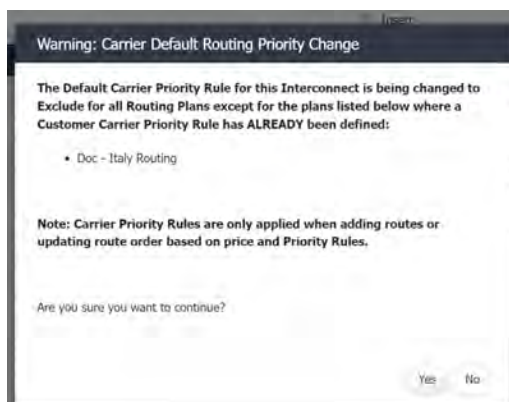 Warning: Carrier Default Routing Priority Change
The Default Carrier Priority Rule for this Interconnect is being changed to
Exclude for all Routing Plans except for the plans listed below where a
Customer Carrier Priority Rule has ALREADY been defined:
• Doc - Italy Routing
Note: Carrier Priority Rules are only applied when adding routes or
updating route order based on price and Priority Rules.
Are you sure you want to continue?
Yes No